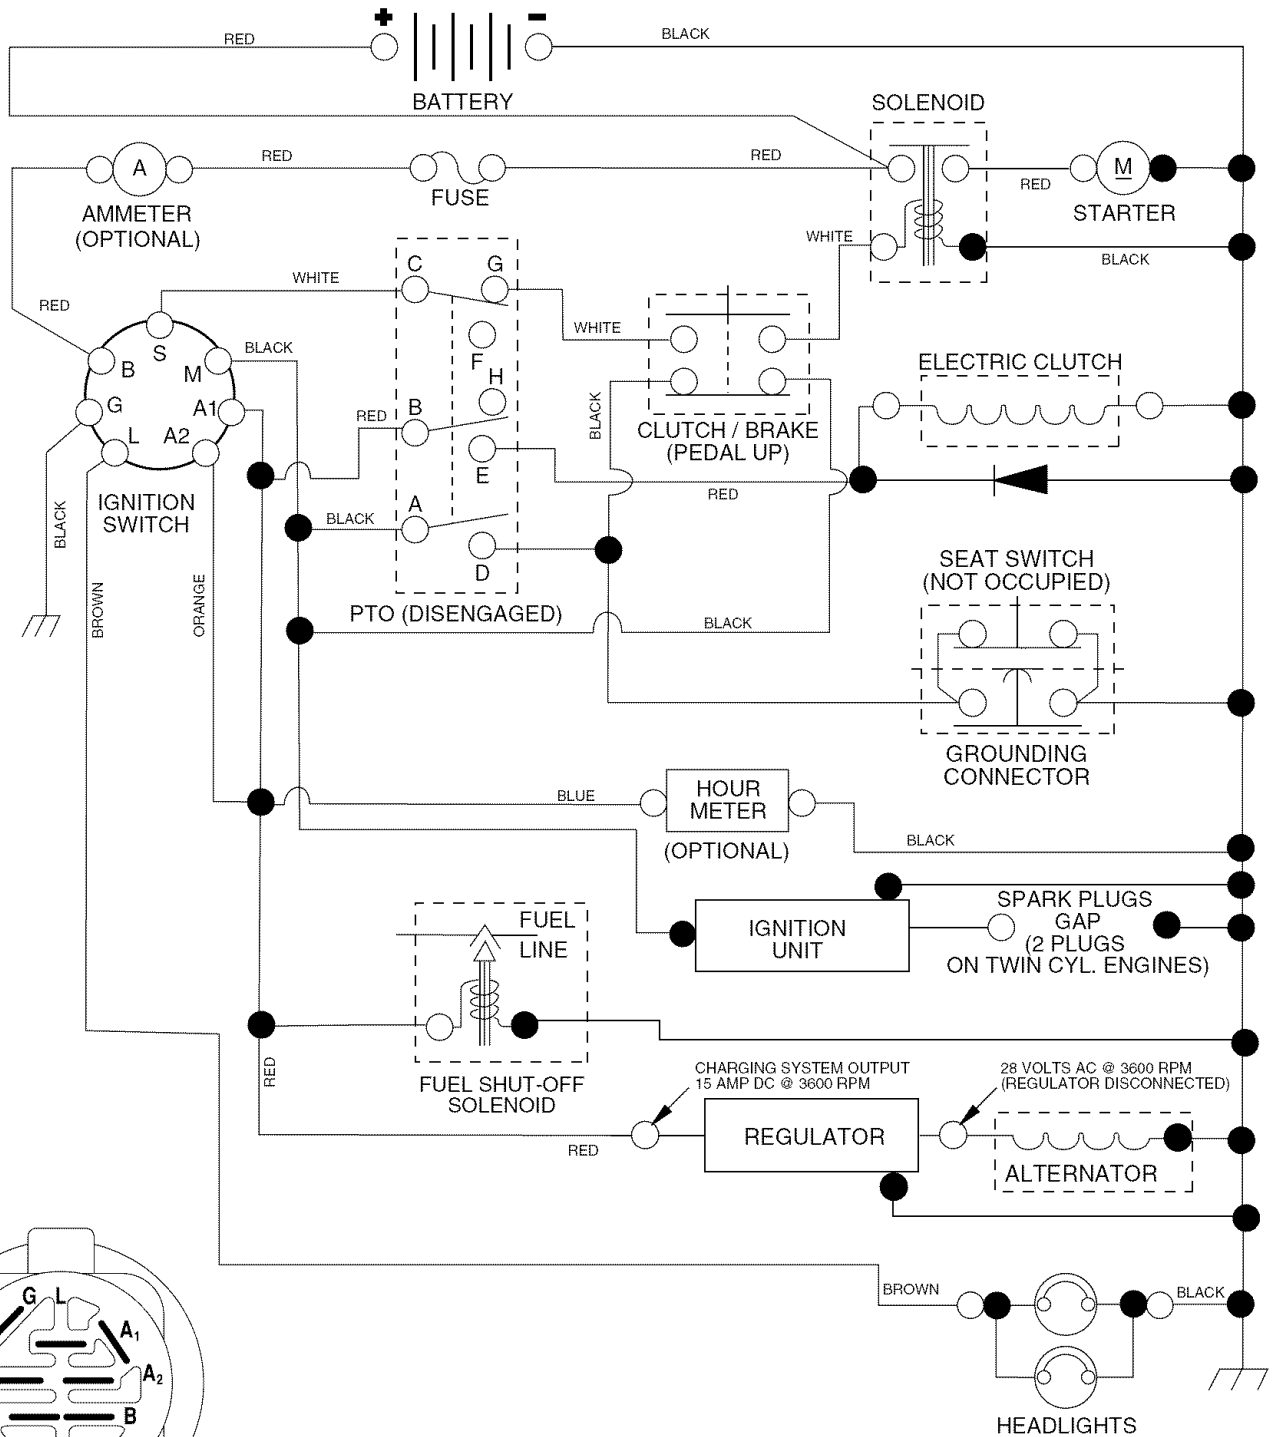 + -
RED
BLACK
BATTERY
SOLENOID
A
RED
RED
FUSE
M
RED
STARTER
AMMETER
(OPTIONAL)
WHITE
BLACK
C G
WHITE
RED
S
B
M
BLACK
F
WHITE
H
G
A1
L A2
RED
B
BLACK
CLUTCH / BRAKE
(PEDAL UP)
ELECTRIC CLUTCH
E
RED
IGNITION
SWITCH
BLACK
BLACK
A
D
PTO (DISENGAGED)
SEAT SWITCH
(NOT OCCUPIED)
BROWN
ORANGE
BLACK
GROUNDING
CONNECTOR
BLUE
HOUR
METER
(OPTIONAL)
BLACK
FUEL
LINE
IGNITION
UNIT
SPARK PLUGS
GAP
(2 PLUGS
ON TWIN CYL. ENGINES)
RED
FUEL SHUT-OFF
SOLENOID
CHARGING SYSTEM OUTPUT
15 AMP DC @ 3600 RPM
28 VOLTS AC @ 3600 RPM
(REGULATOR DISCONNECTED)
RED
REGULATOR
ALTERNATOR
BROWN
BLACK
HEADLIGHTS
G L
A1
A2
B